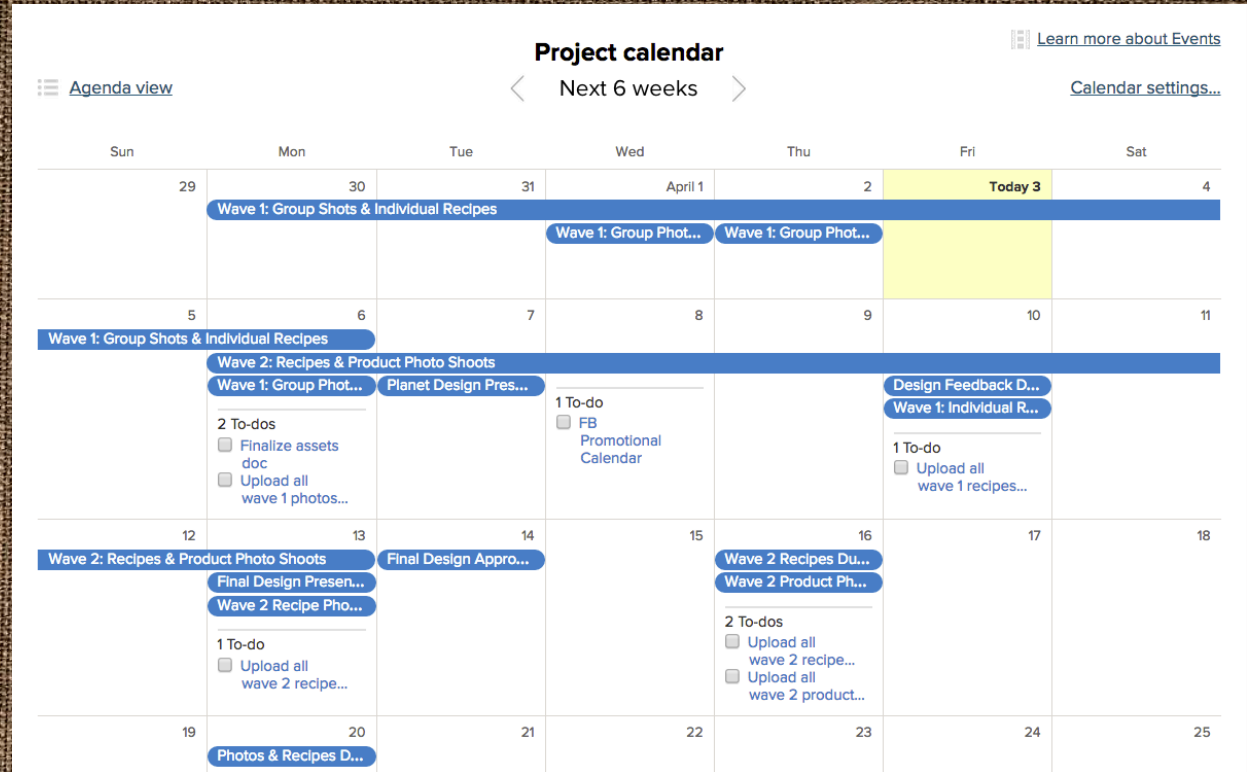 Learn more about Events
Project calendar
Agenda view
Next 6 weeks
Calendar settings...
Sun Mon Tue Wed Thu Fri Sat
29 30 31 April 1 2 Today 3 4
Wave 1: Group Shots & Individual Recipes
Wave 1: Group Phot... Wave 1: Group Phot...
5 6 7 8 9 10 11
Wave 1: Group Shots & Individual Recipes
Wave 2: Recipes & Product Photo Shoots
Wave 1: Group Phot... Planet Design Pres... Design Feedback D...
Wave 1: Individual R...
2 To-dos
Finalize assets
doc
Upload all
wave 1 photos...
1 To-do
FB
Promotional
Calendar
1 To-do
Upload all
wave 1 recipes...
12 13 14 15 16 17 18
Wave 2: Recipes & Product Photo Shoots Final Design Appro... Wave 2 Recipes Du...
Final Design Presen... Wave 2 Product Ph...
Wave 2 Recipe Pho...
1 To-do
Upload all
wave 2 recipe...
2 To-dos
Upload all
wave 2 recipe...
Upload all
wave 2 product...
19 20 21 22 23 24 25
Photos & Recipes D...